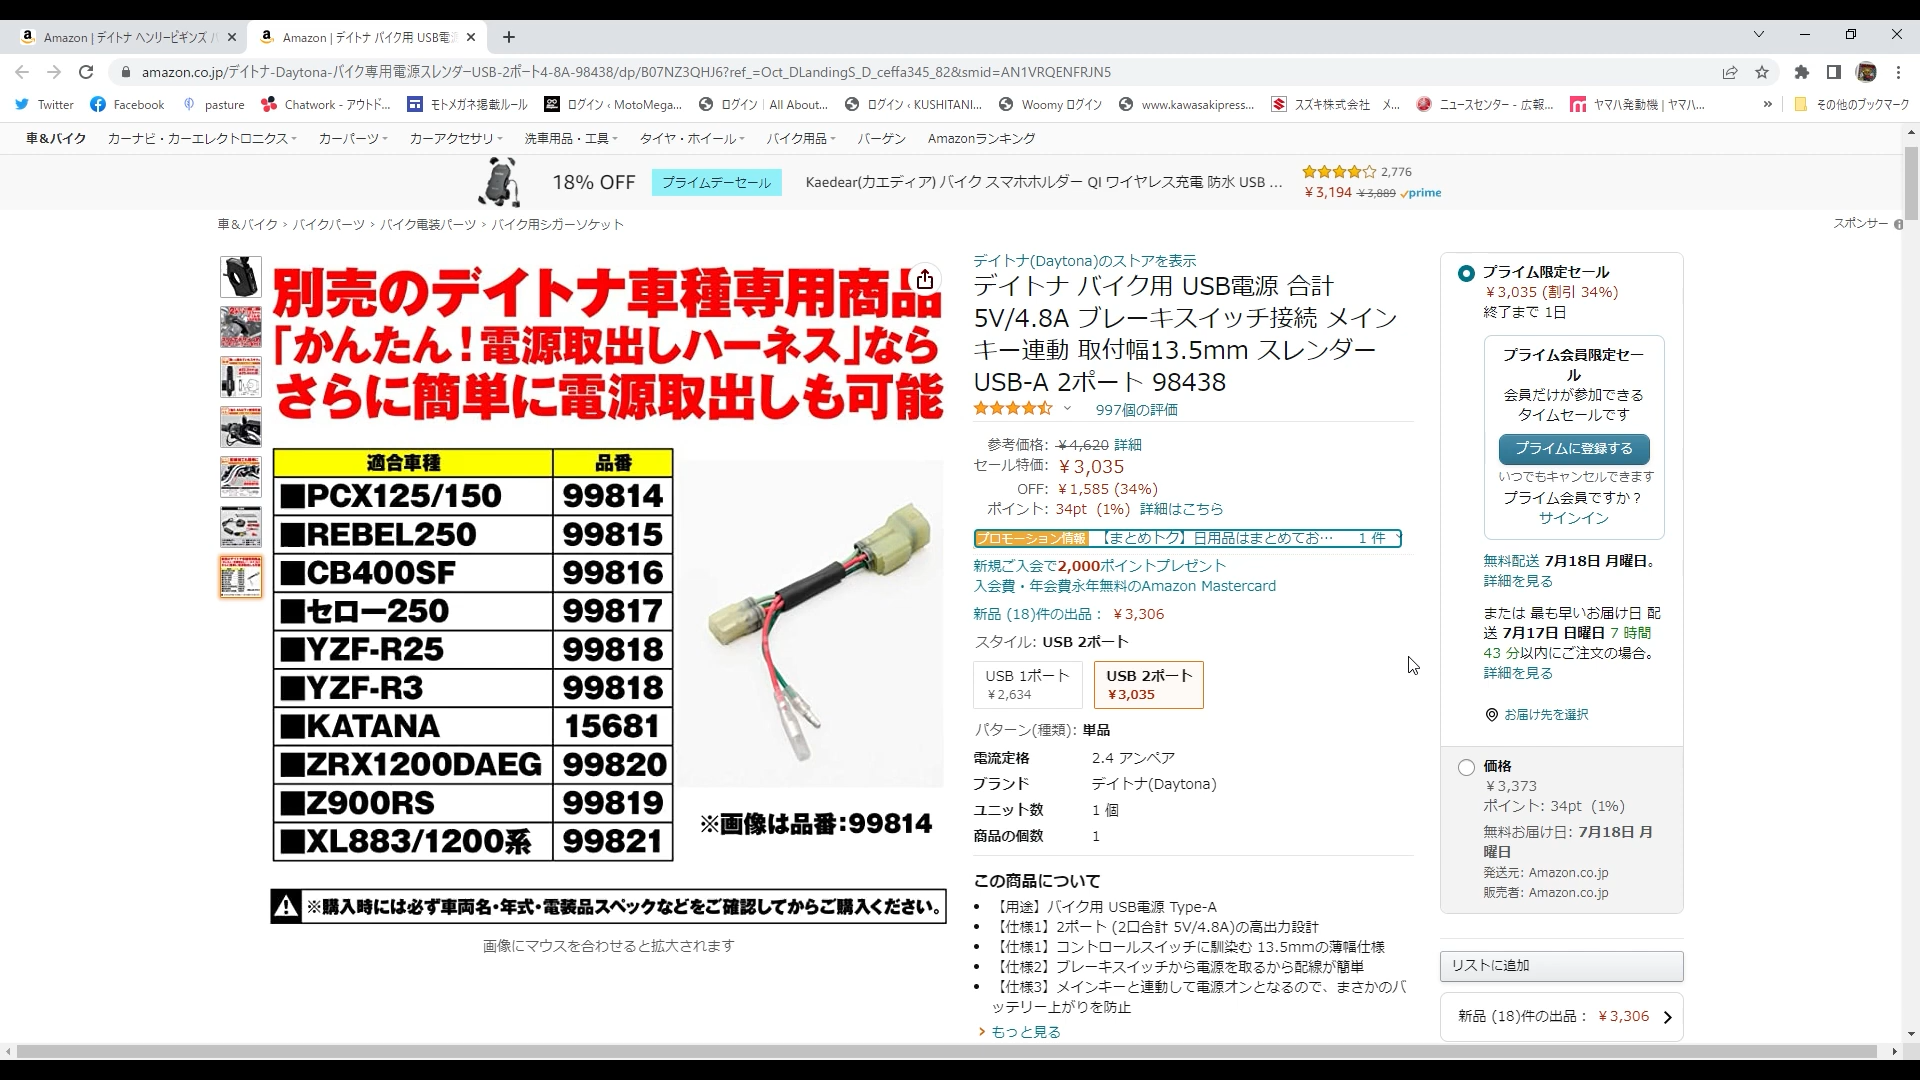 Amazon | デイトナ ヘンリービギンズ バ
Amazon | デイトナ バイク用 USB電源
amazon.co.jp/デイトナ-Daytona-バイク専用電源スレンダーUSB-2ポート4-8A-98438/dp/B07NZ3QHJ6?ref_=Oct_DLandingS_D_ceffa345_82&smid=AN1VRQENFRJN5
Twitter
Facebook
pasture
Chatwork - アウトド...
モトメガネ掲載ルール
ログイン ‹ MotoMega...
ログイン | All About...
ログイン ‹ KUSHITANI...
Woomy ログイン
www.kawasakipress...
スズキ株式会社 メ...
ニュースセンター - 広報...
ヤマハ発動機 | ヤマハ...
»
その他のブックマーク
車&バイク
カーナビ・カーエレクトロニクス
カーパーツ
カーアクセサリ
洗車用品・工具
タイヤ・ホイール
バイク用品
バーゲン
Amazonランキング
18% OFF
プライムデーセール
Kaedear(カエディア) バイク スマホホルダー QI ワイヤレス充電 防水 USB ...
2,776
¥3,194 ¥3,889 prime
車&バイク › バイクパーツ › バイク電装パーツ › バイク用シガーソケット
スポンサー
別売のデイトナ車種専用商品
「かんたん!電源取出しハーネス」なら
さらに簡単に電源取出しも可能
適合車種 品番
■PCX125/150 99814
■REBEL250 99815
■CB400SF 99816
■セロー250 99817
■YZF-R25 99818
■YZF-R3 99818
■KATANA 15681
■ZRX1200DAEG 99820
■Z900RS 99819
■XL883/1200系 99821
※画像は品番:99814
※購入時には必ず車両名・年式・電装品スペックなどをご確認してからご購入ください。
画像にマウスを合わせると拡大されます
デイトナ(Daytona)のストアを表示
デイトナ バイク用 USB電源 合計
5V/4.8A ブレーキスイッチ接続 メイン
キー連動 取付幅13.5mm スレンダー
USB-A 2ポート 98438
997個の評価
参考価格: ¥4,620 詳細
セール特価: ¥3,035
OFF: ¥1,585 (34%)
ポイント: 34pt (1%) 詳細はこちら
プロモーション情報 【まとめトク】日用品はまとめてお… 1 件
新規ご入会で2,000ポイントプレゼント
入会費・年会費永年無料のAmazon Mastercard
新品 (18)件の出品: ¥3,306
スタイル: USB 2ポート
USB 1ポート
¥2,634
USB 2ポート
¥3,035
パターン(種類): 単品
電流定格 2.4 アンペア
ブランド デイトナ(Daytona)
ユニット数 1 個
商品の個数 1
この商品について
• 【用途】バイク用 USB電源 Type-A
• 【仕様1】2ポート (2口合計 5V/4.8A)の高出力設計
• 【仕様1】コントロールスイッチに馴染む 13.5mmの薄幅仕様
• 【仕様2】ブレーキスイッチから電源を取るから配線が簡単
• 【仕様3】メインキーと連動して電源オンとなるので、まさかのバ
ッテリー上がりを防止
› もっと見る
プライム限定セール
¥3,035 (割引 34%)
終了まで 1日
プライム会員限定セー
ル
会員だけが参加できる
タイムセールです
プライムに登録する
いつでもキャンセルできます
プライム会員ですか?
サインイン
無料配送 7月18日 月曜日。
詳細を見る
または 最も早いお届け日 配
送 7月17日 日曜日 7 時間
43 分以内にご注文の場合。
詳細を見る
お届け先を選択
価格
¥3,373
ポイント: 34pt (1%)
無料お届け日: 7月18日 月
曜日
発送元: Amazon.co.jp
販売者: Amazon.co.jp
リストに追加
新品 (18)件の出品: ¥3,306